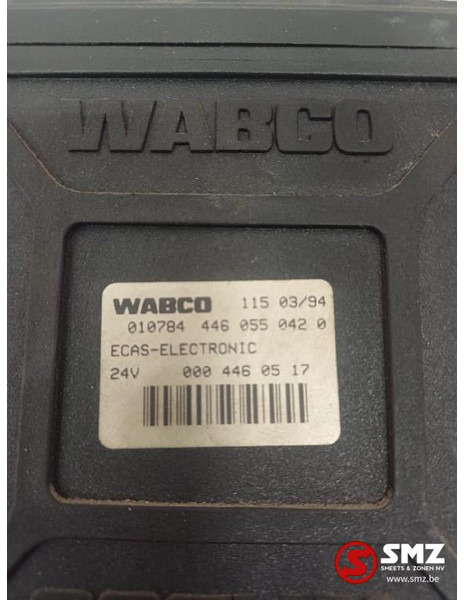 WABCO
WABCO 115 03/94
010784 446 055 042 0
ECAS-ELECTRONIC
24V 000 446 05 17
SMZ
SMEETS & ZONEN NV
www.smz.be